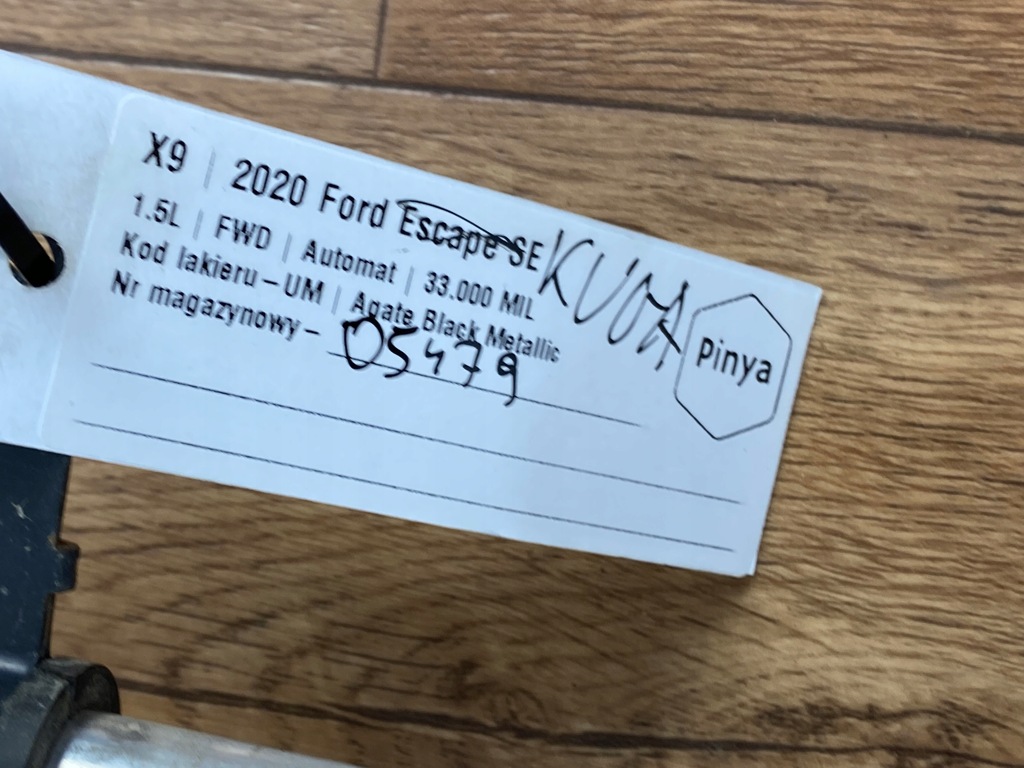 X9 | 2020 Ford Escape SE KUGA
1.5L | FWD | Automat | 33.000 MIL
Kod lakieru – UM | Agate Black Metallic
Nr magazynowy – 05479
Pinya